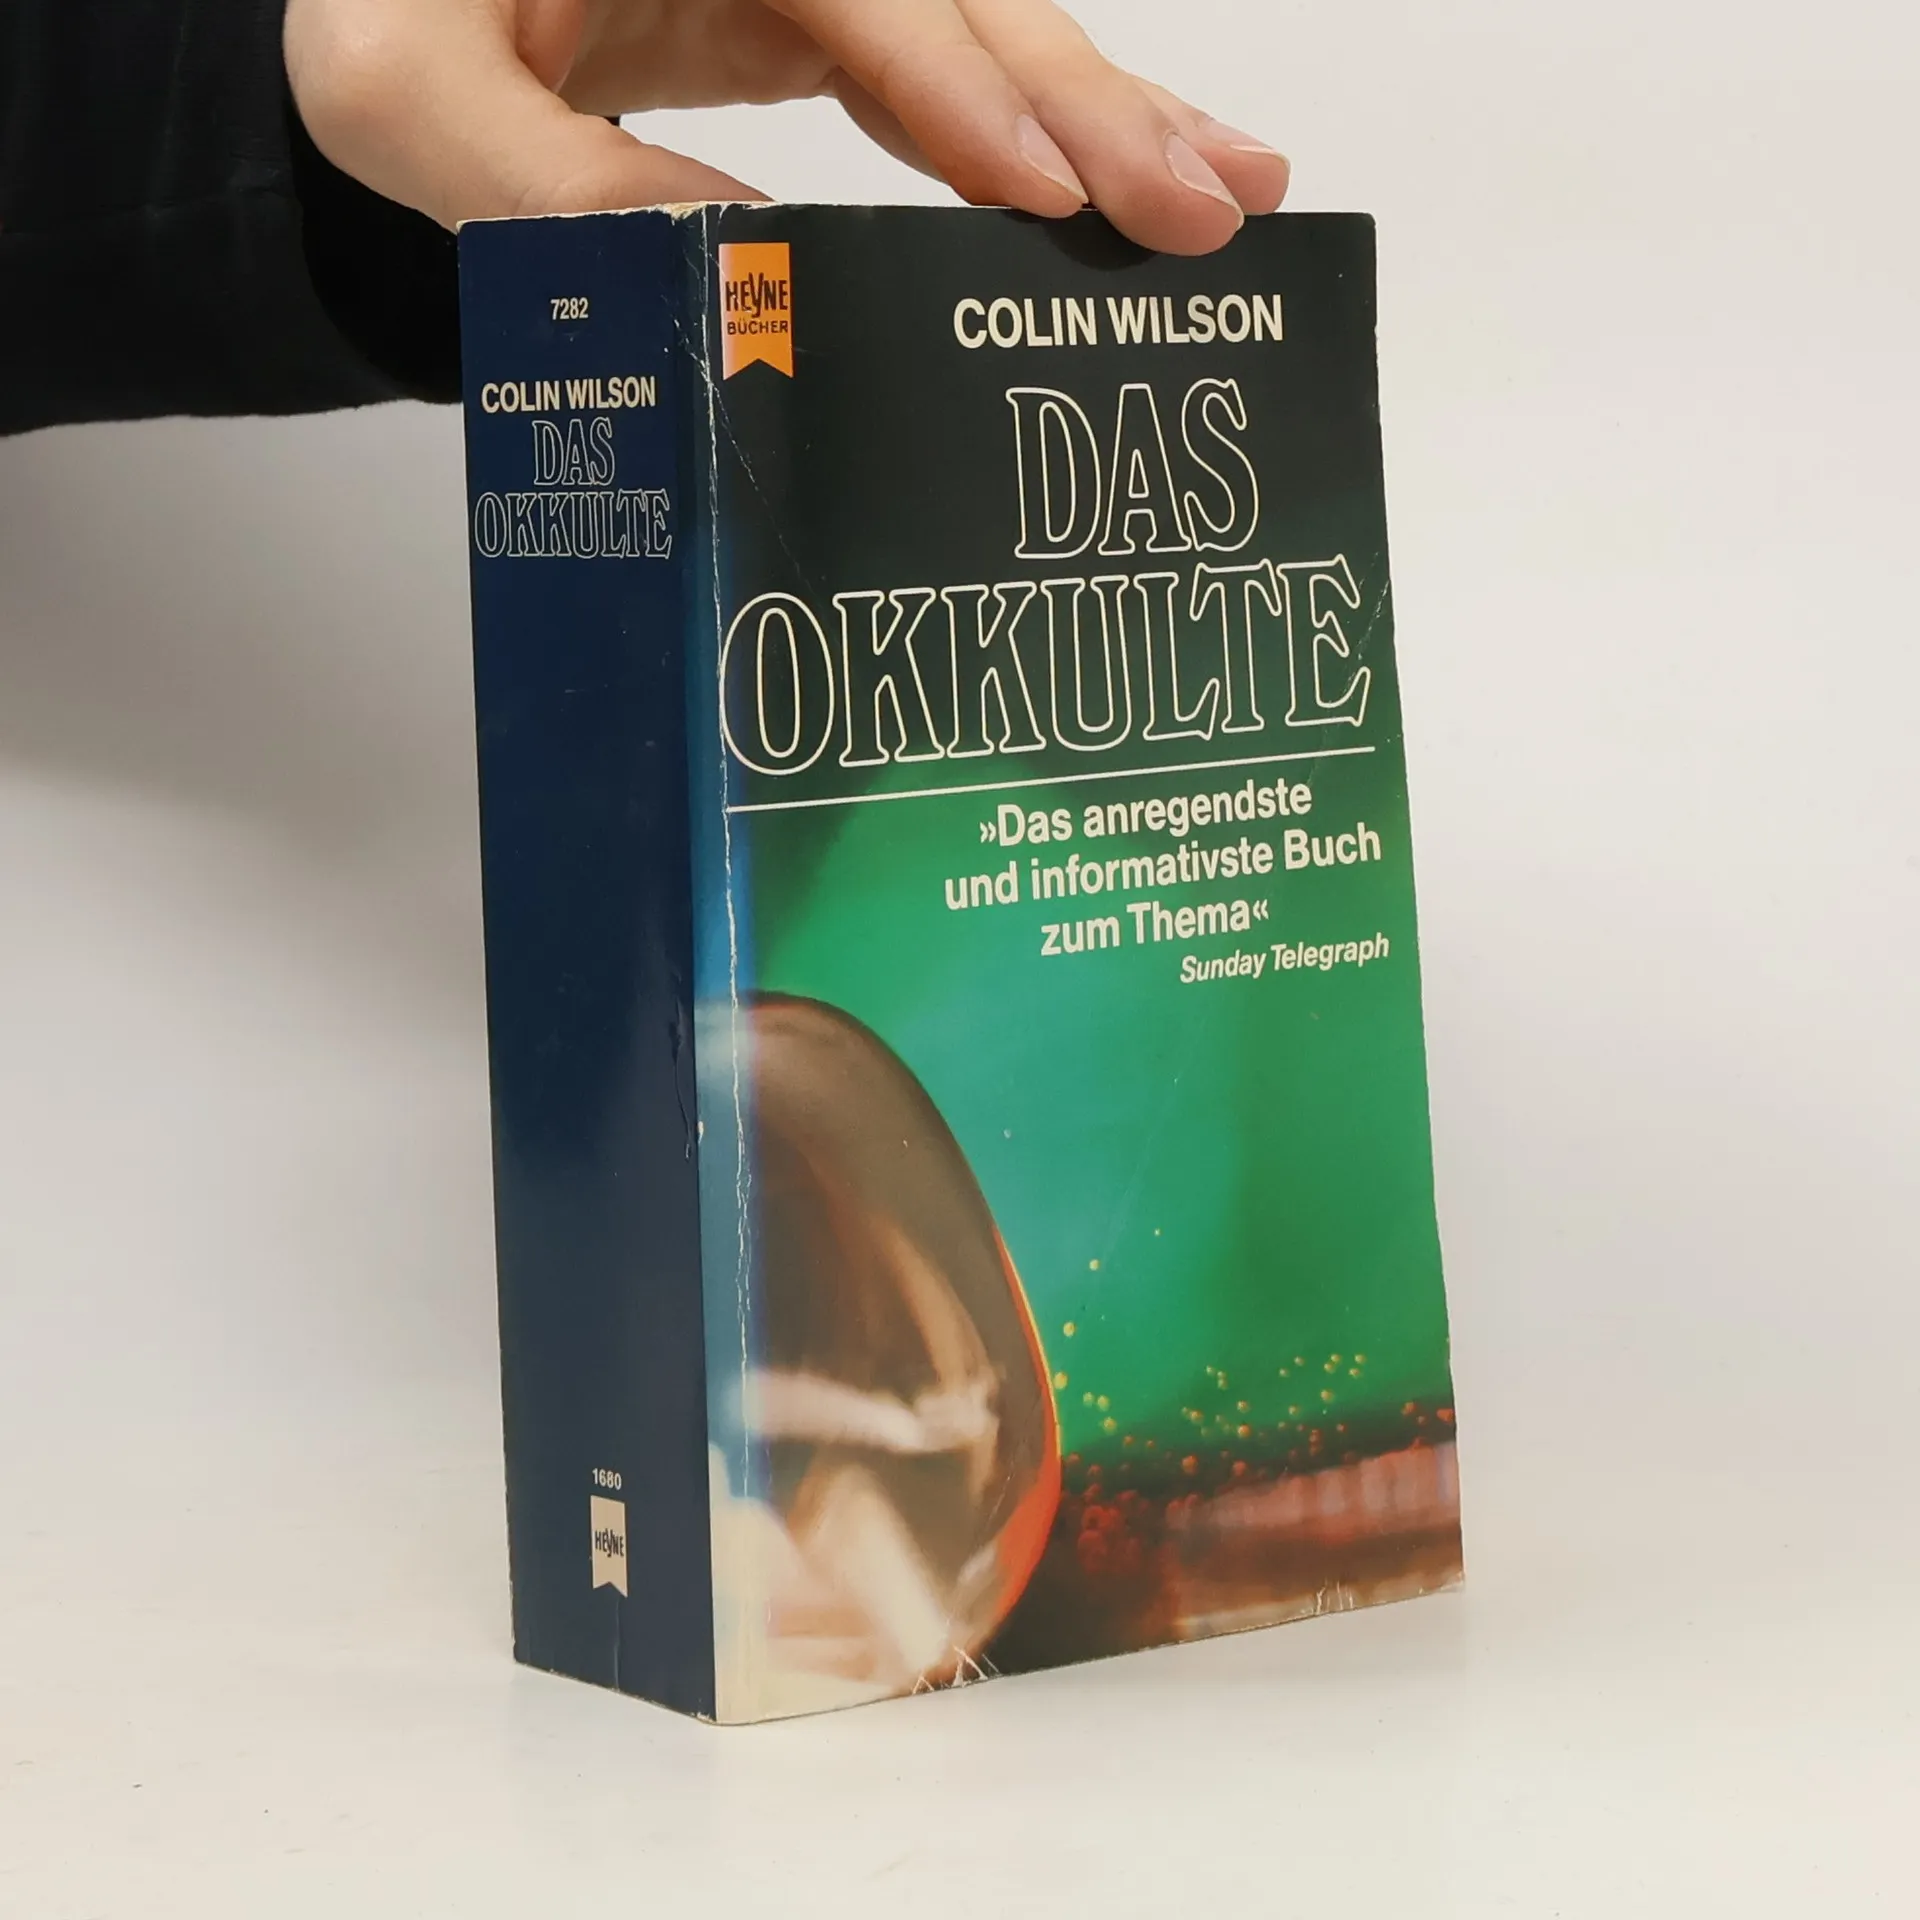 7282
COLIN WILSON
DAS
OKKULTE
1680
HEYNE
HEYNE
BÜCHER
COLIN WILSON
DAS
OKKULTE
»Das anregendste
und informativste Buch
zum Thema«
Sunday Telegraph